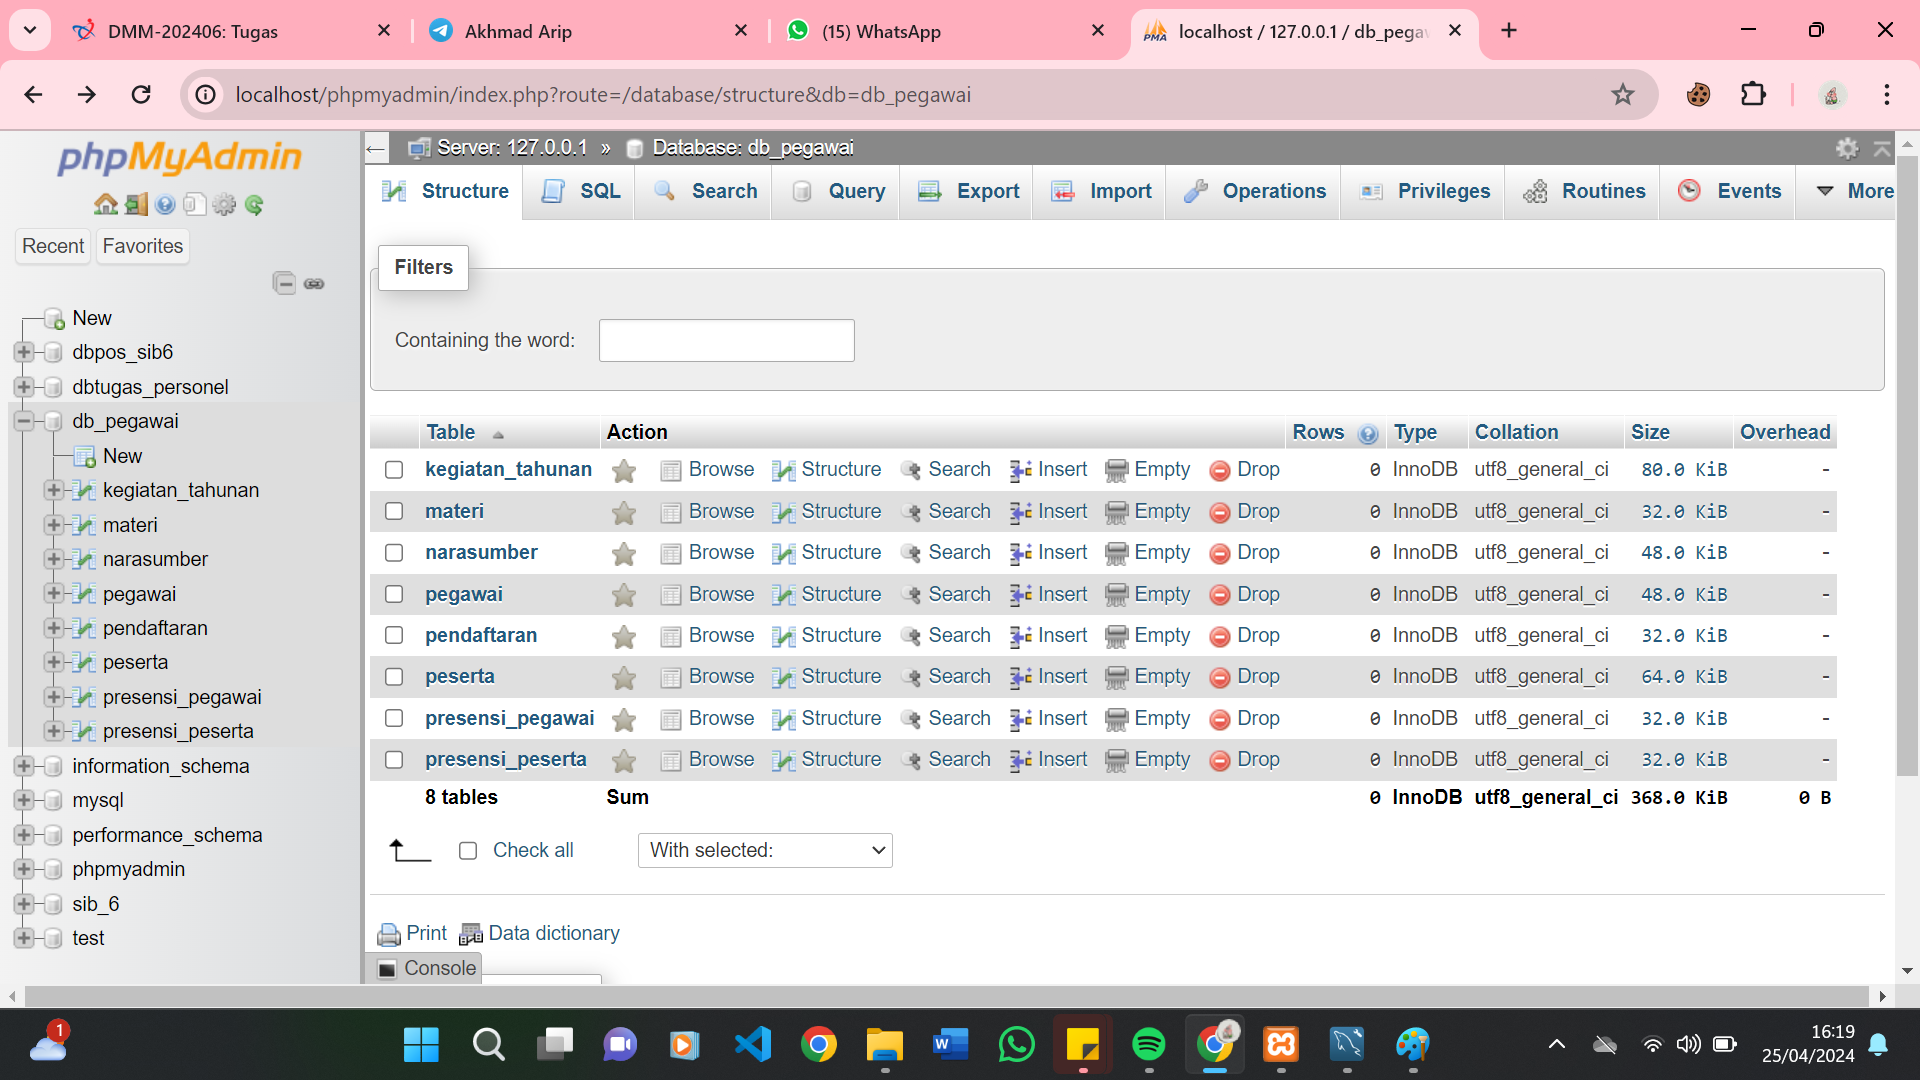 DMM-202406: Tugas
Akhmad Arip
(15) WhatsApp
localhost / 127.0.0.1 / db_pegaw
localhost/phpmyadmin/index.php?route=/database/structure&db=db_pegawai
phpMyAdmin
Recent Favorites
New
dbpos_sib6
dbtugas_personel
db_pegawai
New
kegiatan_tahunan
materi
narasumber
pegawai
pendaftaran
peserta
presensi_pegawai
presensi_peserta
information_schema
mysql
performance_schema
phpmyadmin
sib_6
test
Server: 127.0.0.1 » Database: db_pegawai
Structure SQL Search Query Export Import Operations Privileges Routines Events More
Filters
Containing the word:
Table Action Rows Type Collation Size Overhead
kegiatan_tahunan Browse Structure Search Insert Empty Drop 0 InnoDB utf8_general_ci 80.0 KiB -
materi Browse Structure Search Insert Empty Drop 0 InnoDB utf8_general_ci 32.0 KiB -
narasumber Browse Structure Search Insert Empty Drop 0 InnoDB utf8_general_ci 48.0 KiB -
pegawai Browse Structure Search Insert Empty Drop 0 InnoDB utf8_general_ci 48.0 KiB -
pendaftaran Browse Structure Search Insert Empty Drop 0 InnoDB utf8_general_ci 32.0 KiB -
peserta Browse Structure Search Insert Empty Drop 0 InnoDB utf8_general_ci 64.0 KiB -
presensi_pegawai Browse Structure Search Insert Empty Drop 0 InnoDB utf8_general_ci 32.0 KiB -
presensi_peserta Browse Structure Search Insert Empty Drop 0 InnoDB utf8_general_ci 32.0 KiB -
8 tables Sum 0 InnoDB utf8_general_ci 368.0 KiB 0 B
Check all With selected:
Print Data dictionary
Console
1
16:19
25/04/2024